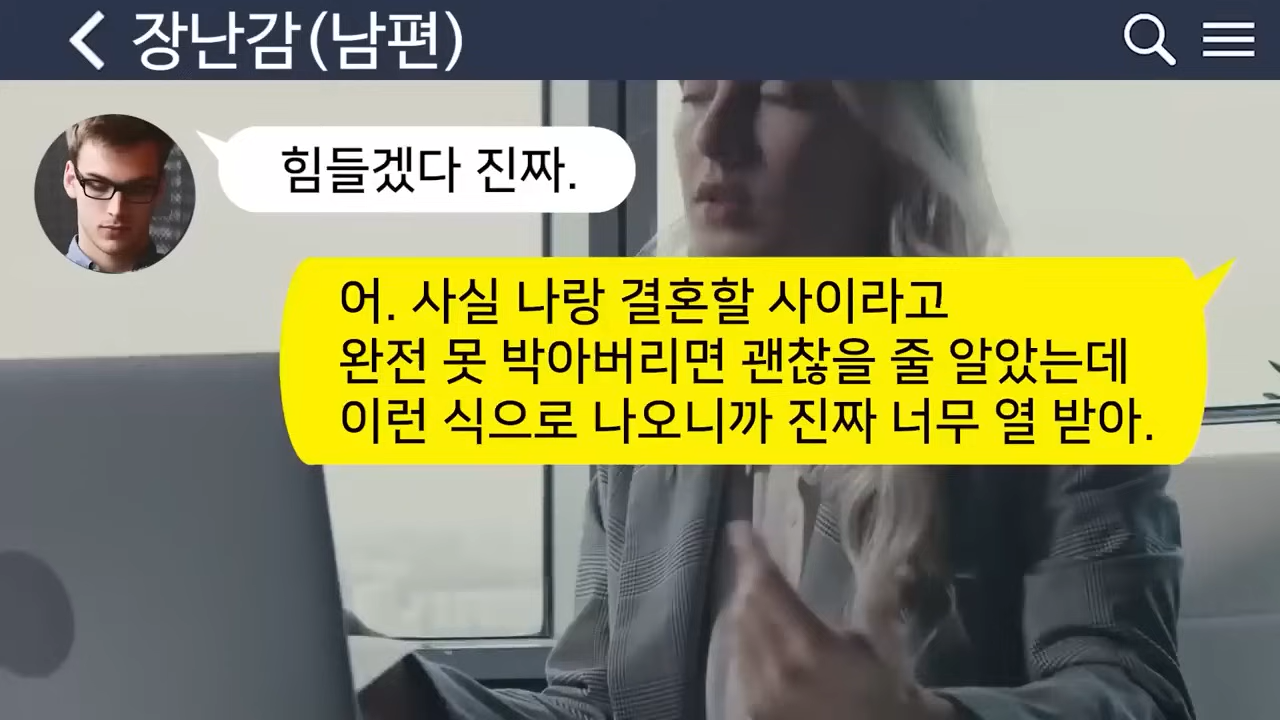 장난감(남편)
힘들겠다 진짜.
어. 사실 나랑 결혼할 사이라고
완전 못 박아버리면 괜찮을 줄 알았는데
이런 식으로 나오니까 진짜 너무 열 받아.